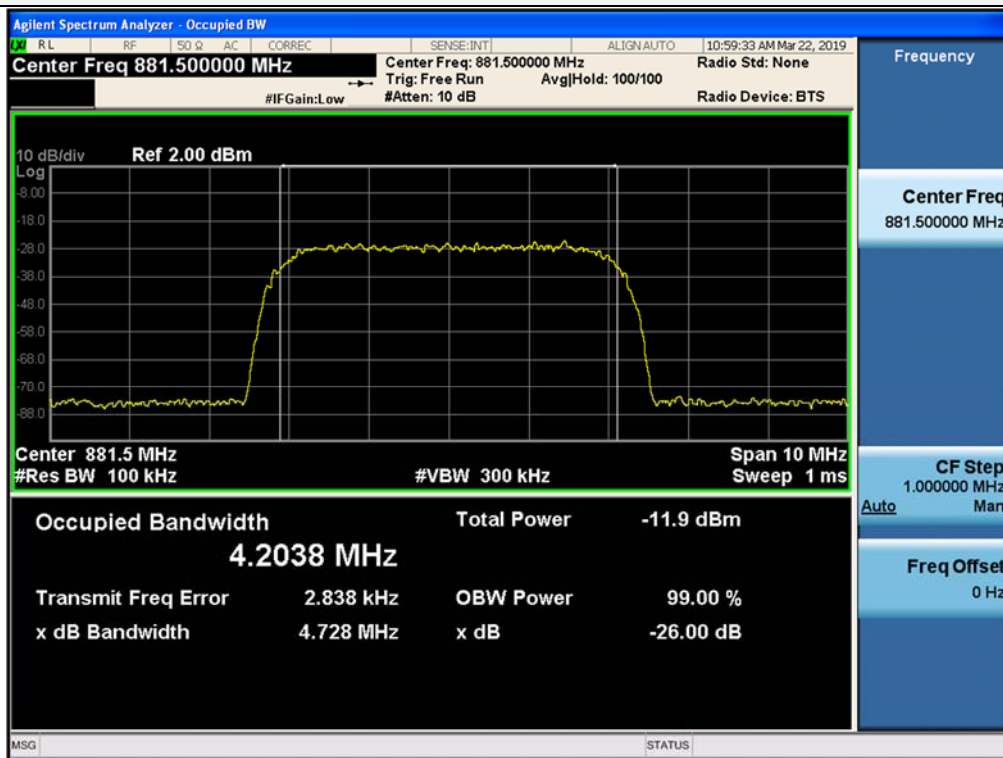 Agilent Spectrum Analyzer - Occupied BW
LXI RL RF 50 Ω AC CORREC SENSE:INT ALIGN AUTO 10:59:33 AM Mar 22, 2019
Center Freq 881.500000 MHz Center Freq: 881.500000 MHz Radio Std: None
Trig: Free Run Avg|Hold: 100/100
#IFGain:Low #Atten: 10 dB Radio Device: BTS
10 dB/div Ref 2.00 dBm
Log
-8.00
-18.0
-28.0
-38.0
-48.0
-58.0
-68.0
-78.0
-88.0
Center 881.5 MHz Span 10 MHz
#Res BW 100 kHz #VBW 300 kHz Sweep 1 ms
Occupied Bandwidth Total Power -11.9 dBm
4.2038 MHz
Transmit Freq Error 2.838 kHz OBW Power 99.00 %
x dB Bandwidth 4.728 MHz x dB -26.00 dB
MSG STATUS
Frequency
Center Freq
881.500000 MHz
CF Step
1.000000 MHz
Auto Man
Freq Offset
0 Hz